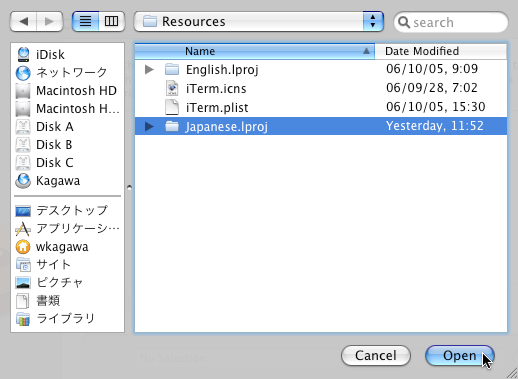 Resources
search
iDisk
ネットワーク
Macintosh HD
Macintosh H...
Disk A
Disk B
Disk C
Kagawa
デスクトップ
アプリケーシ...
wkagawa
サイト
ピクチャ
書類
ライブラリ
Name Date Modified
English.lproj 06/10/05, 9:09
iTerm.icns 06/09/28, 7:02
iTerm.plist 06/10/05, 15:30
Japanese.lproj Yesterday, 11:52
Cancel Open